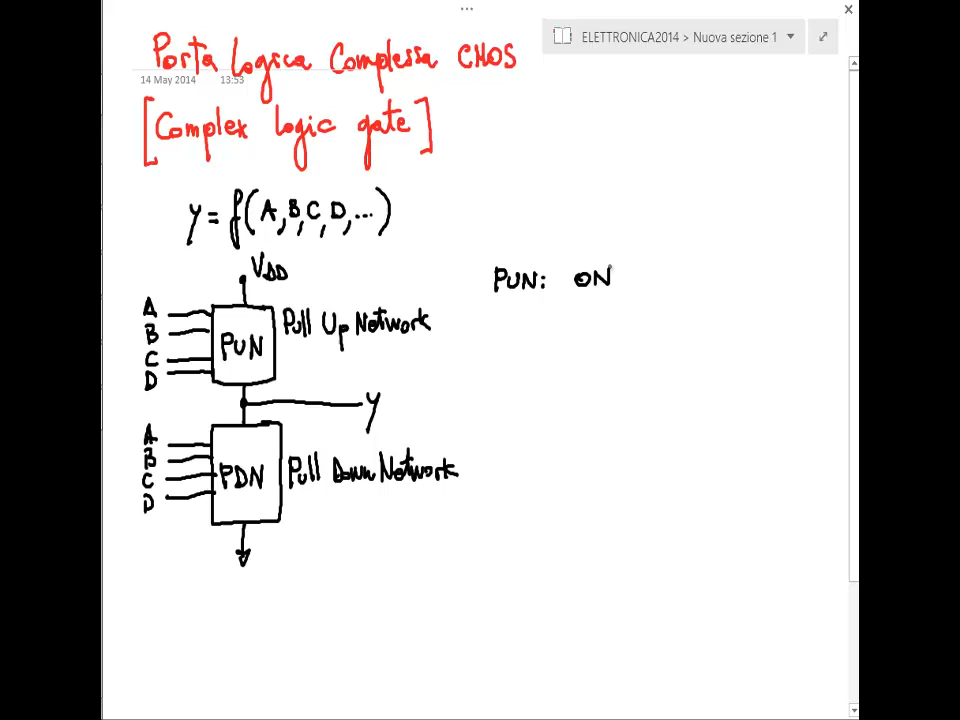 ELETTRONICA2014 > Nuova sezione 1
Porta Logica Complessa CMOS
14 May 2014 13:53
[Complex logic gate]
y = f(A, B, C, D, ...)
VDD
PUN: ON
A
B
C
D
PUN
Pull Up Network
y
A
B
C
D
PDN
Pull Down Network